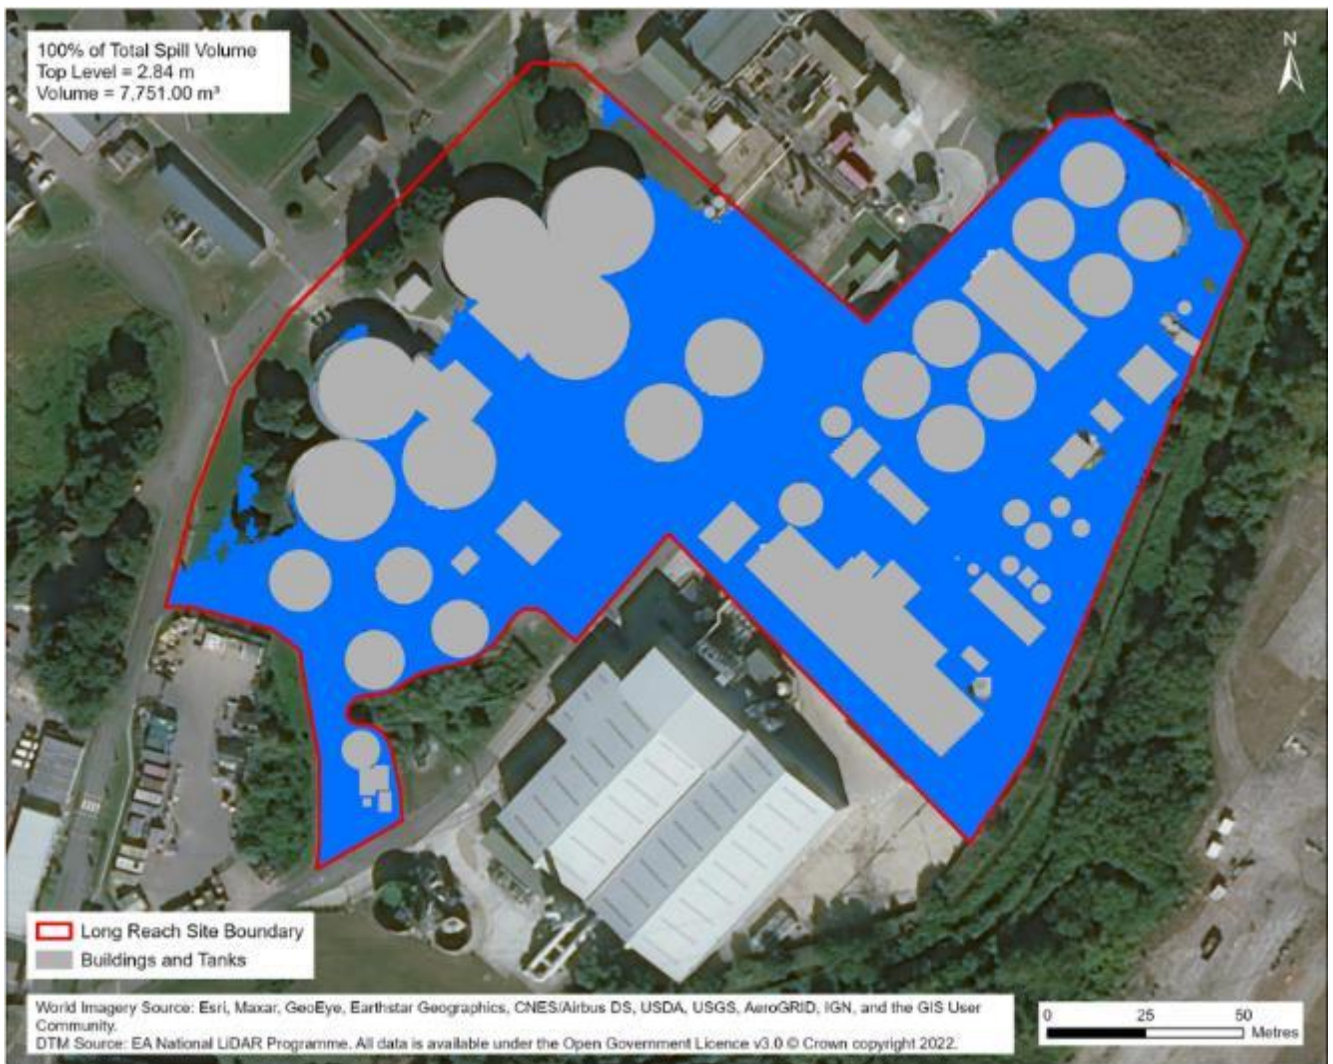 100% of Total Spill Volume
Top Level = 2.84 m
Volume = 7,751.00 m³
N
Long Reach Site Boundary
Buildings and Tanks
World Imagery Source: Esri, Maxar, GeoEye, Earthstar Geographics, CNES/Airbus DS, USDA, USGS, AeroGRID, IGN, and the GIS User
Community.
DTM Source: EA National LiDAR Programme. All data is available under the Open Government Licence v3.0 © Crown copyright 2022.
0 25 50
Metres